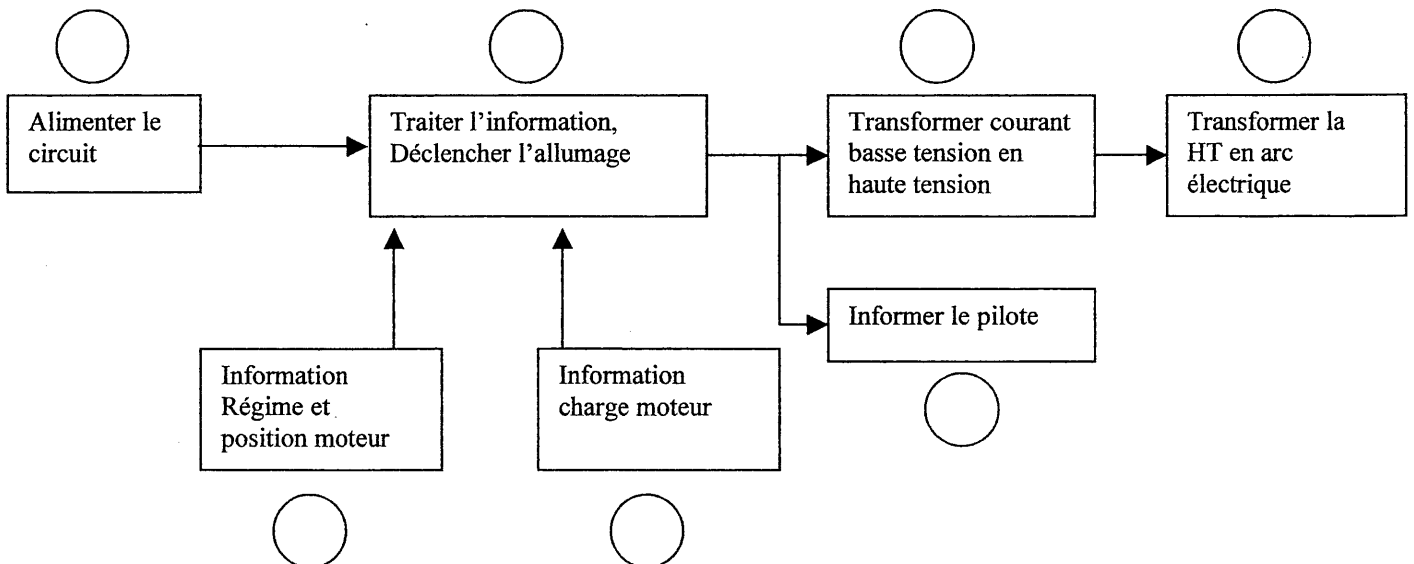 Alimenter le
circuit
Traiter l'information,
Déclencher l'allumage
Transformer courant
basse tension en
haute tension
Transformer la
HT en arc
électrique
Informer le pilote
Information
Régime et
position moteur
Information
charge moteur